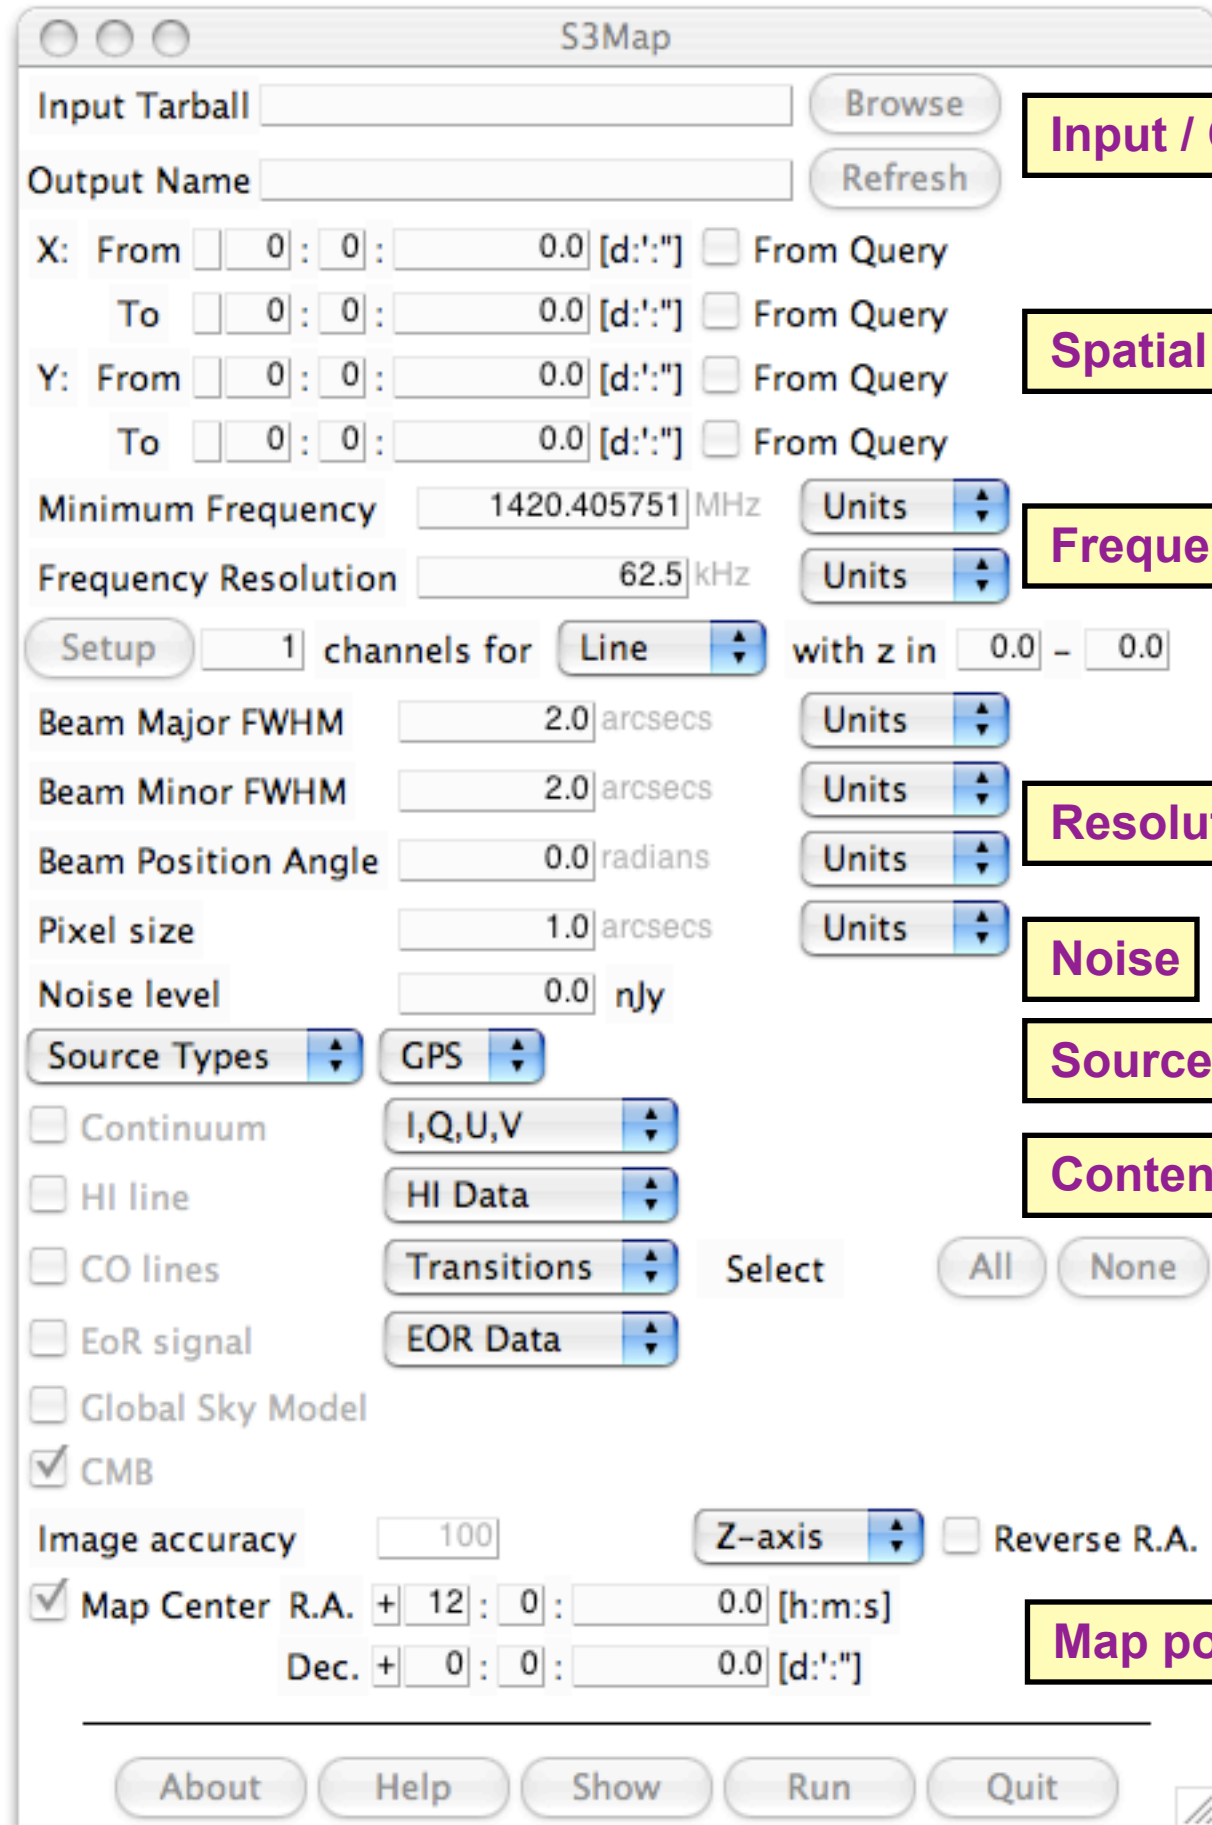 S3Map
Input Tarball Browse
Input /
Output Name Refresh
X: From 0 : 0 : 0.0 [d:':"] From Query
To 0 : 0 : 0.0 [d:':"] From Query
Spatial
Y: From 0 : 0 : 0.0 [d:':"] From Query
To 0 : 0 : 0.0 [d:':"] From Query
Minimum Frequency 1420.405751 MHz Units
Freque
Frequency Resolution 62.5 kHz Units
Setup 1 channels for Line with z in 0.0 - 0.0
Beam Major FWHM 2.0 arcsecs Units
Beam Minor FWHM 2.0 arcsecs Units
Resolut
Beam Position Angle 0.0 radians Units
Pixel size 1.0 arcsecs Units
Noise
Noise level 0.0 nJy
Source Types GPS
Source
Continuum I,Q,U,V
Conten
HI line HI Data
CO lines Transitions Select All None
EoR signal EOR Data
Global Sky Model
CMB
Image accuracy 100 Z-axis Reverse R.A.
Map Center R.A. + 12 : 0 : 0.0 [h:m:s]
Map po
Dec. + 0 : 0 : 0.0 [d:':"]
About Help Show Run Quit